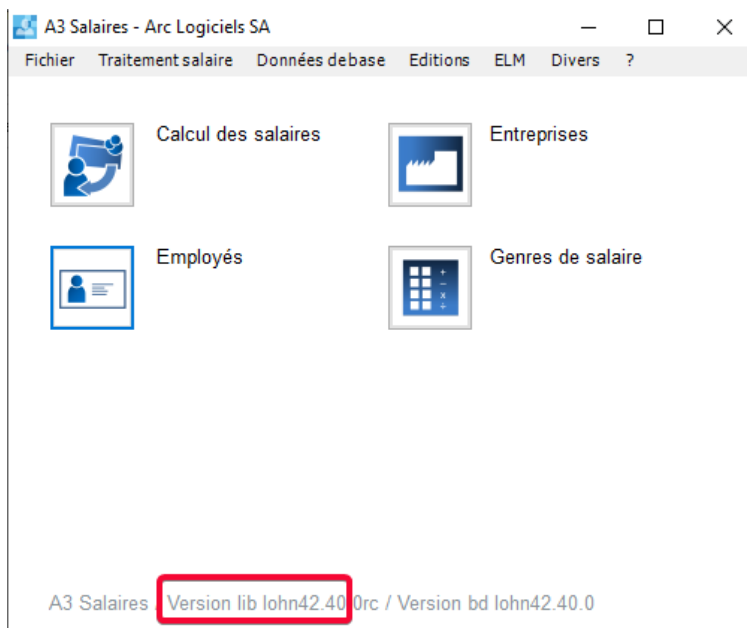 A3 Salaires - Arc Logiciels SA
Fichier Traitement salaire Données de base Editions ELM Divers ?
Calcul des salaires
Entreprises
Employés
Genres de salaire
A3 Salaires / Version lib lohn42.40.0rc / Version bd lohn42.40.0